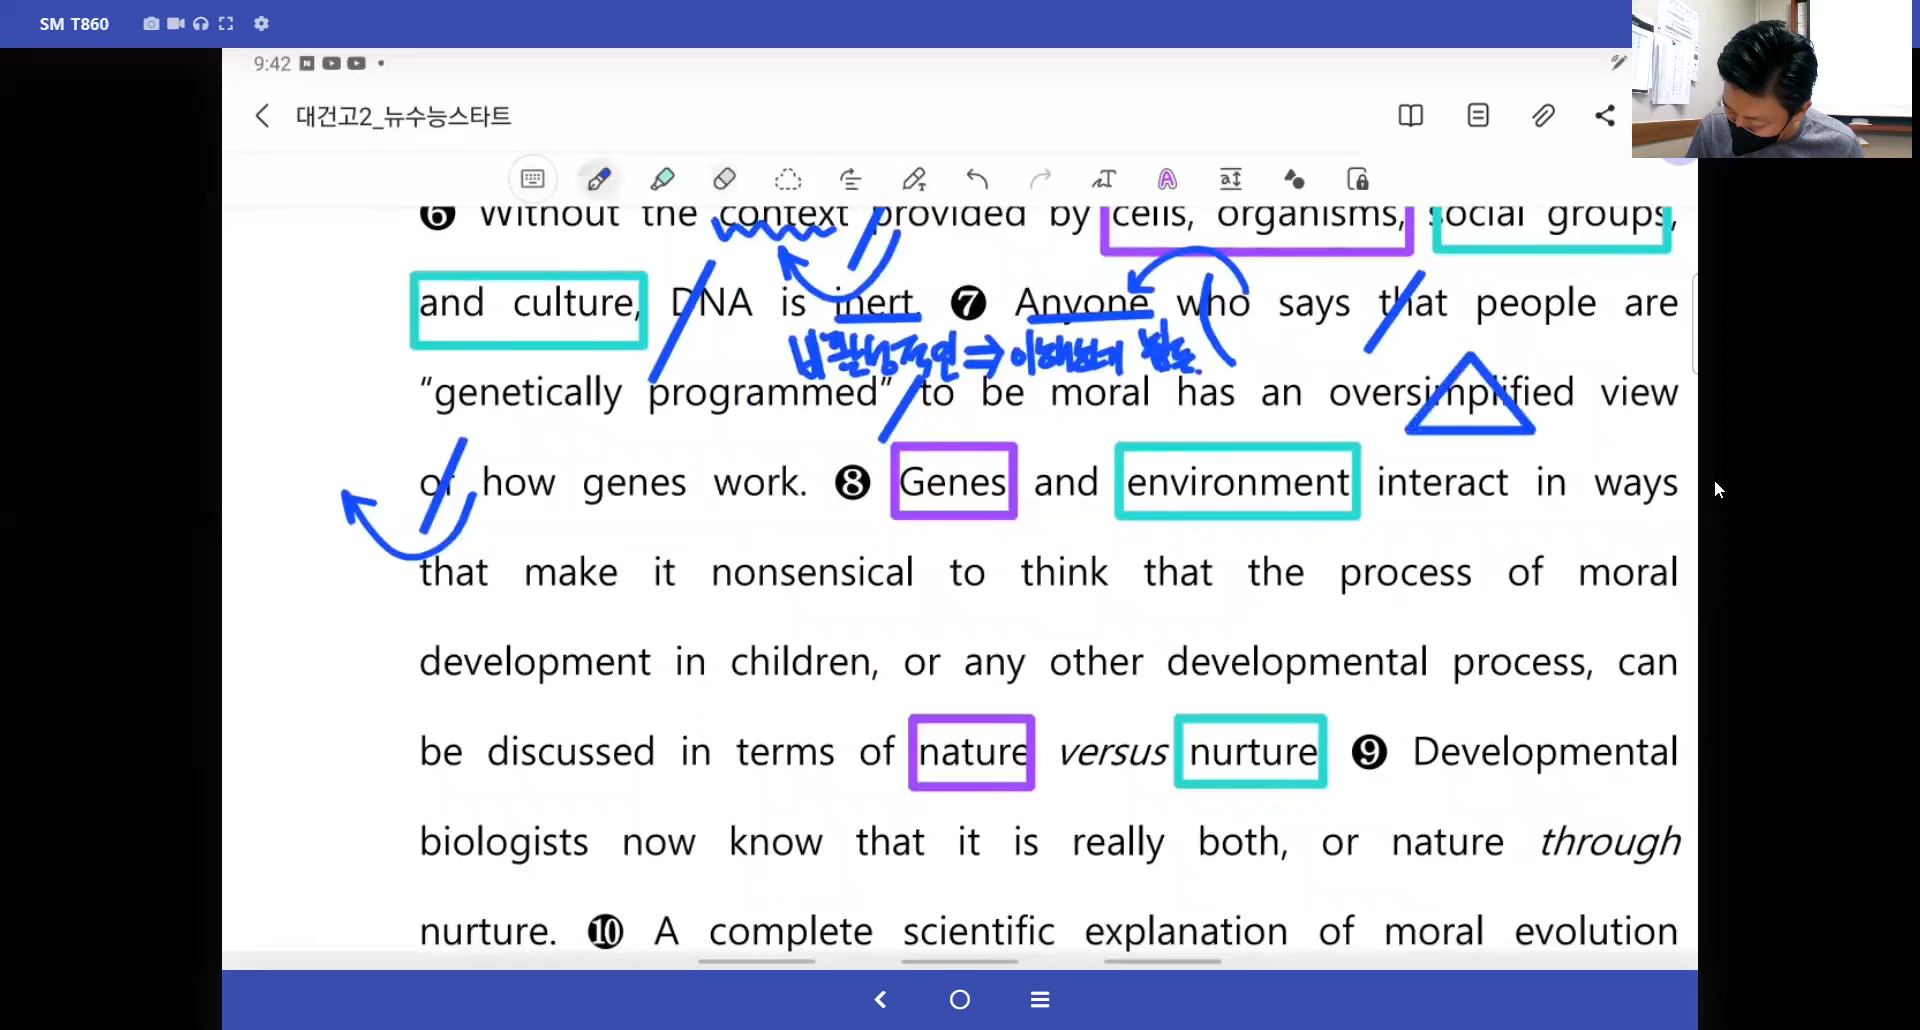 SM T860
9:42
대건고2_뉴수능스타트
❻ Without the context provided by cells, organisms, social groups,
and culture, DNA is inert. ❼ Anyone who says that people are
비활성적인 ⇒
“genetically programmed” to be moral has an oversimplified view
of how genes work. ❽ Genes and environment interact in ways
that make it nonsensical to think that the process of moral
development in children, or any other developmental process, can
be discussed in terms of nature versus nurture ❾ Developmental
biologists now know that it is really both, or nature through
nurture. ❿ A complete scientific explanation of moral evolution